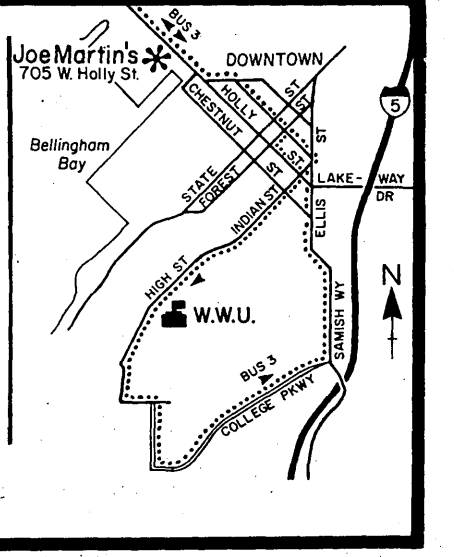 BUS 3
Joe Martin's
705 W. Holly St.
DOWNTOWN
5
CHESTNUT ST
HOLLY ST.
ST
ST
ST
Bellingham
Bay
STATE
FOREST
LAKE-WAY
DR
INDIAN ST
ELLIS
HIGH ST
N
W.W.U.
SAMISH WY
BUS 3
COLLEGE PKWY